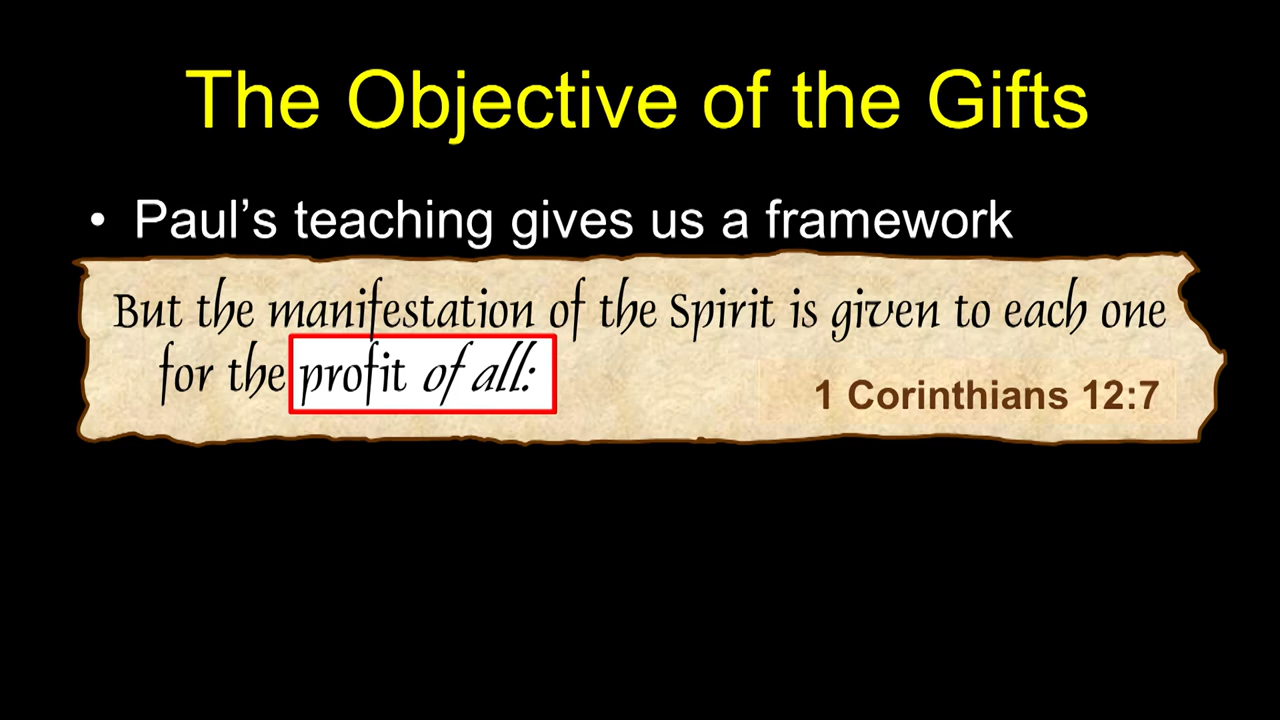 The Objective of the Gifts
• Paul’s teaching gives us a framework
But the manifestation of the Spirit is given to each one
for the profit of all:
1 Corinthians 12:7